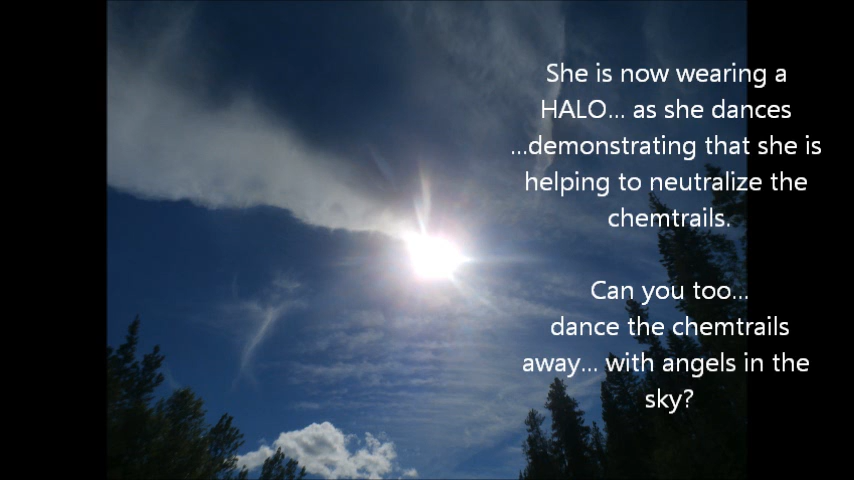 She is now wearing a
HALO... as she dances
...demonstrating that she is
helping to neutralize the
chemtrails.
Can you too...
dance the chemtrails
away... with angels in the
sky?